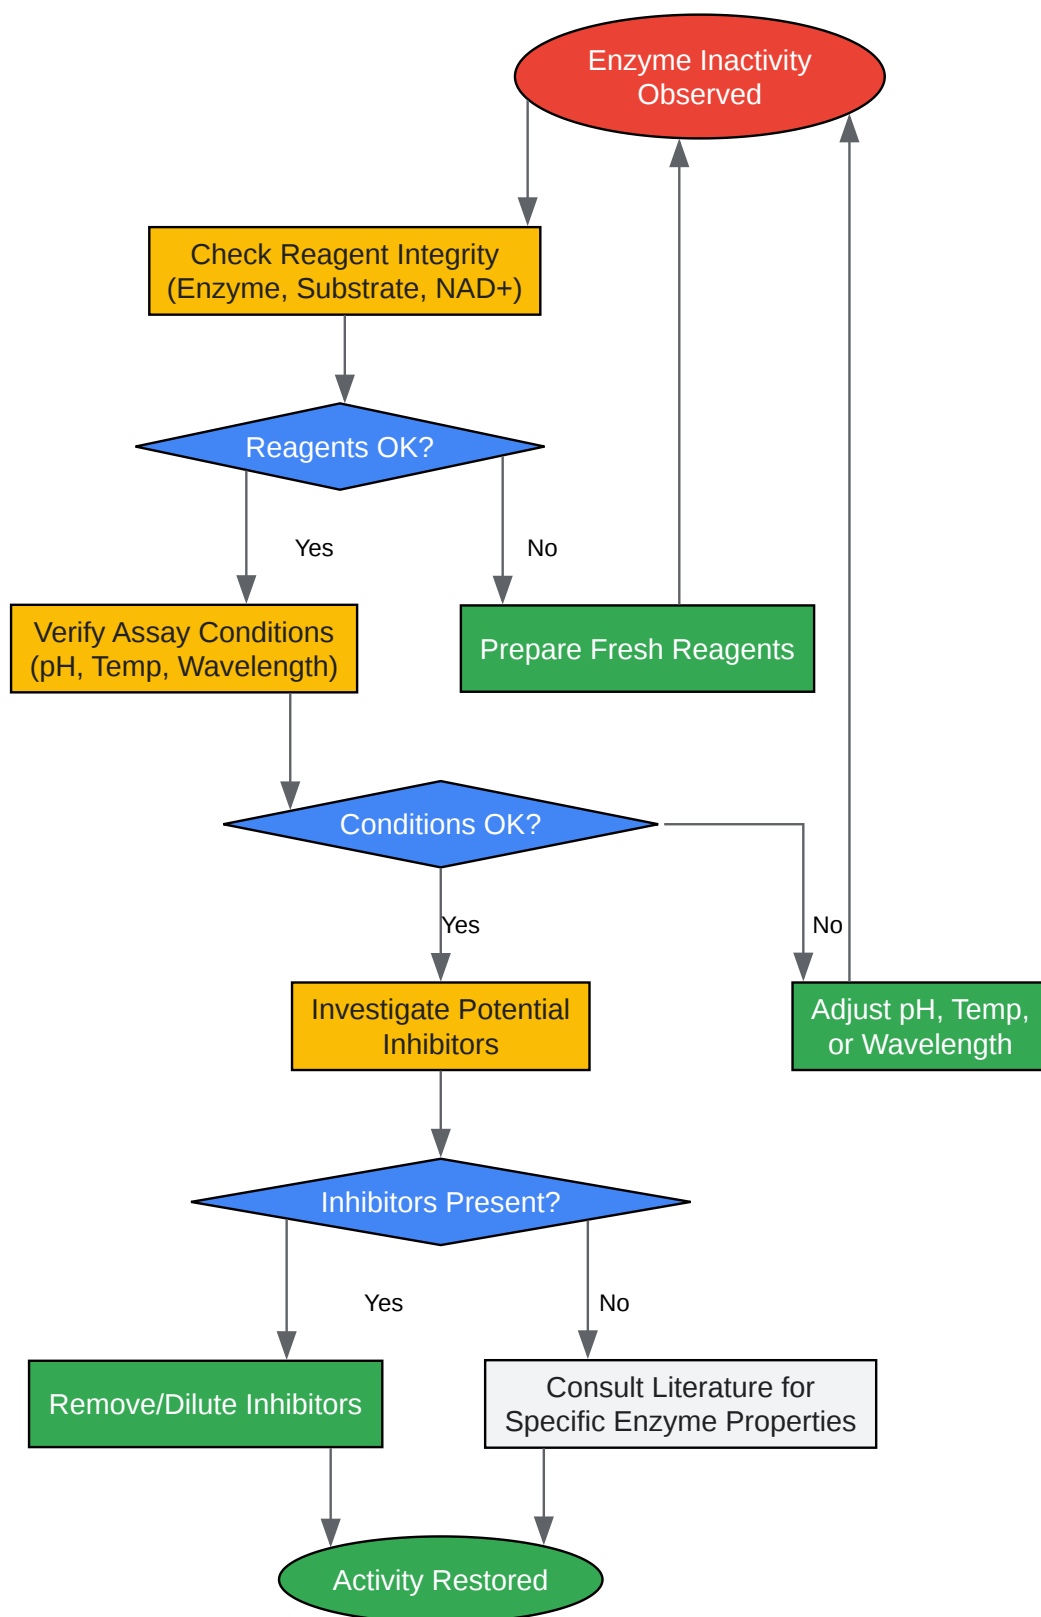 Enzyme Inactivity
Observed
Check Reagent Integrity
(Enzyme, Substrate, NAD+)
Reagents OK?
Yes
No
Verify Assay Conditions
(pH, Temp, Wavelength)
Prepare Fresh Reagents
Conditions OK?
Yes
No
Investigate Potential
Inhibitors
Adjust pH, Temp,
or Wavelength
Inhibitors Present?
Yes
No
Remove/Dilute Inhibitors
Consult Literature for
Specific Enzyme Properties
Activity Restored